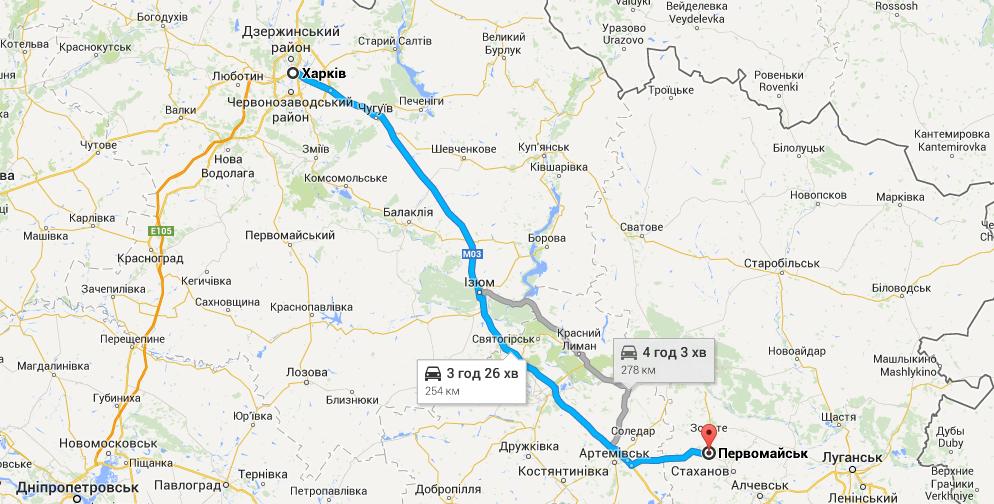 Богодухів
Вейделевка
Veydelevka
Rossosh
Дзержинський
район
Старий Салтів
Великий
Бурлук
Уразово
Urazovo
Котельва
Краснокутськ
Люботин
Харків
Ровеньки
Rovenki
Троїцьке
Червонозаводський
район
Чугуїв
Печеніги
Валки
Кантемировка
Kantemirovka
Чутове
Нова
Водолага
Зміїв
Шевченкове
Куп'янськ
Ківшарівка
Білолуцьк
Комсомольське
Новопсков
Марківка
Карлівка
Балаклія
Машівка
E105
Первомайський
Борова
Сватове
Красноград
M03
Старобільськ
Кегичівка
Ізюм
Біловодськ
Зачепилівка
Сахновщина
Краснопавлівка
Перещепине
Святогірськ
Красний
Лиман
4 год 3 хв
278 км
Новоайдар
Машлыкино
Mashlykino
Магдалинівка
Лозова
3 год 26 хв
254 км
Губиниха
Близнюки
Юр'ївка
Щастя
Дубы
Duby
Новомосковськ
Дружківка
Соледар
Золоте
Артемівськ
Первомайськ
Піщанка
Луганськ
Костянтинівка
Стаханов
Верхние
Грачики
Verkhniye
Тернівка
Дніпропетровськ
Павлоград
Петропавлівка
Добропілля
Алчевськ
Ленінський